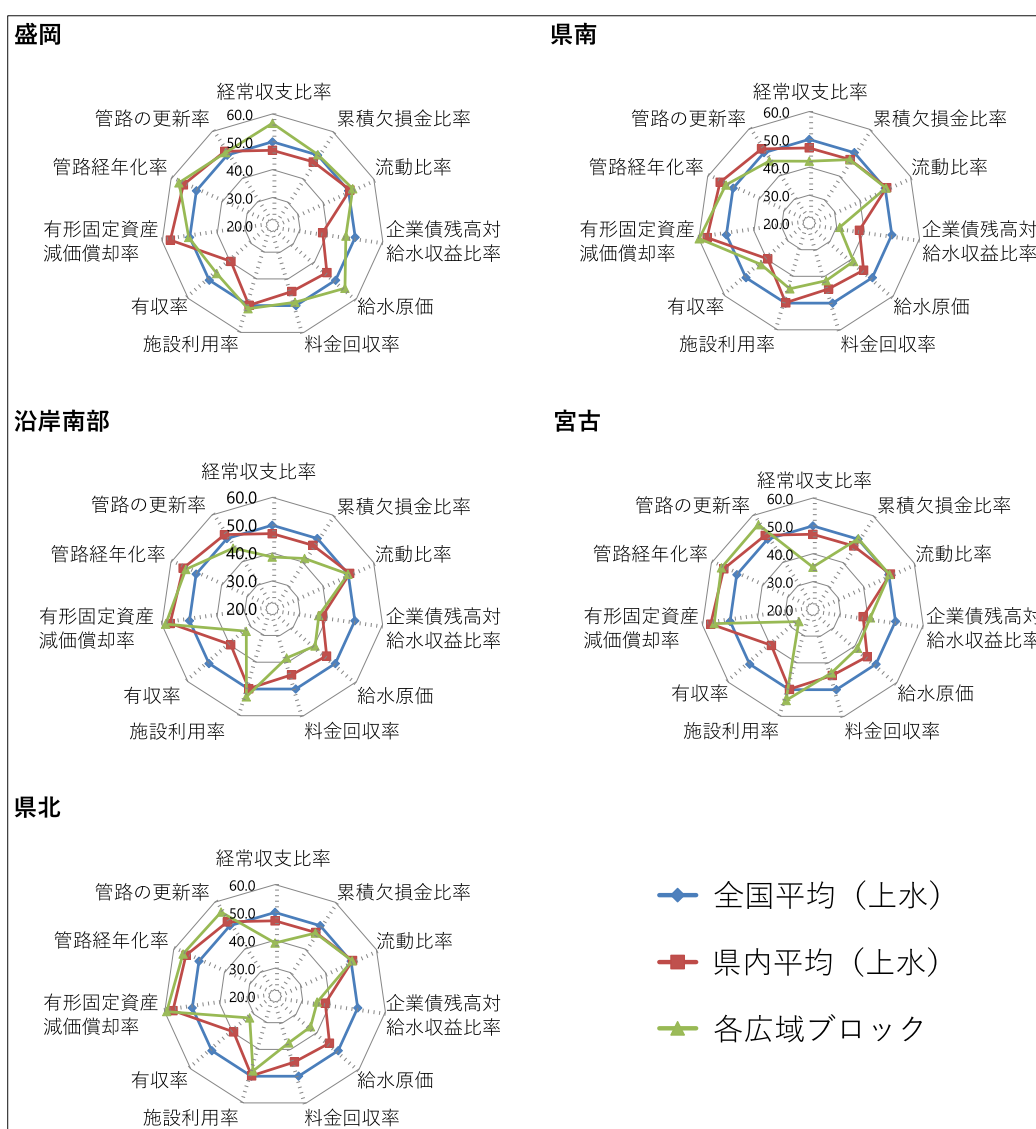 盛岡
経常収支比率
累積欠損金比率
流動比率
企業債残高対
給水収益比率
給水原価
料金回収率
施設利用率
有収率
有形固定資産
減価償却率
管路経年化率
管路の更新率
60.0
50.0
40.0
30.0
20.0
県南
経常収支比率
累積欠損金比率
流動比率
企業債残高対
給水収益比率
給水原価
料金回収率
施設利用率
有収率
有形固定資産
減価償却率
管路経年化率
管路の更新率
60.0
50.0
40.0
30.0
20.0
沿岸南部
経常収支比率
累積欠損金比率
流動比率
企業債残高対
給水収益比率
給水原価
料金回収率
施設利用率
有収率
有形固定資産
減価償却率
管路経年化率
管路の更新率
60.0
50.0
40.0
30.0
20.0
宮古
経常収支比率
累積欠損金比率
流動比率
企業債残高対
給水収益比率
給水原価
料金回収率
施設利用率
有収率
有形固定資産
減価償却率
管路経年化率
管路の更新率
60.0
50.0
40.0
30.0
20.0
県北
経常収支比率
累積欠損金比率
流動比率
企業債残高対
給水収益比率
給水原価
料金回収率
施設利用率
有収率
有形固定資産
減価償却率
管路経年化率
管路の更新率
60.0
50.0
40.0
30.0
20.0
全国平均（上水）
県内平均（上水）
各広域ブロック